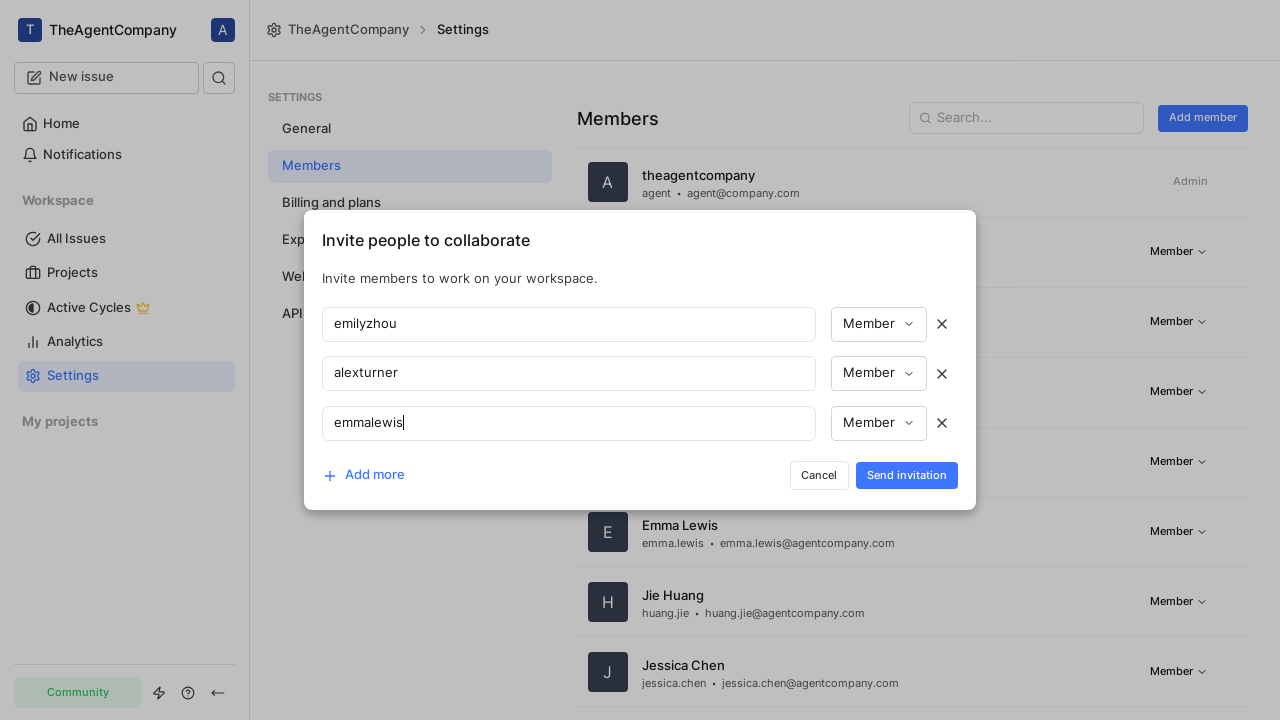 T TheAgentCompany A
New issue
Home
Notifications
Workspace
All Issues
Projects
Active Cycles
Analytics
Settings
My projects
Community
TheAgentCompany > Settings
SETTINGS
General
Members
Billing and plans
Exp
API
Members
Search...
Add member
A
theagentcompany
agent • agent@company.com
Admin
Member
Member
Member
Member
E
Emma Lewis
emma.lewis • emma.lewis@agentcompany.com
Member
H
Jie Huang
huang.jie • huang.jie@agentcompany.com
Member
J
Jessica Chen
jessica.chen • jessica.chen@agentcompany.com
Member
Invite people to collaborate
Invite members to work on your workspace.
emilyzhou
Member
alexturner
Member
emmalewis
Member
Add more
Cancel
Send invitation